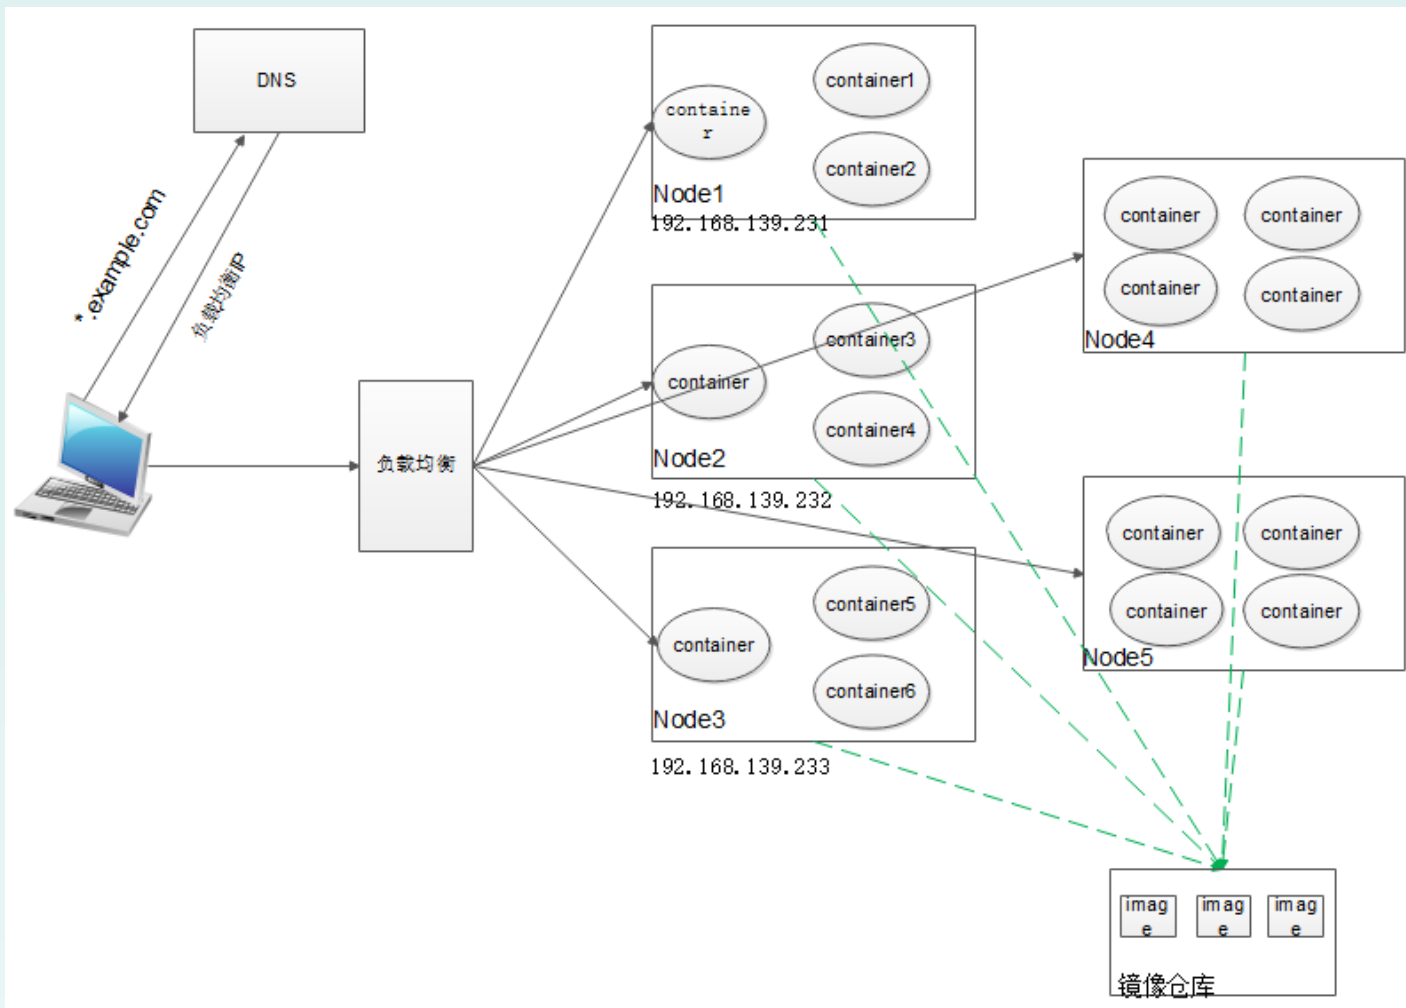 DNS
*.example.com
负载均衡IP
负载均衡
containe
r
container1
container2
Node1
192.168.139.231
container3
container
container4
Node2
192.168.139.232
container5
container
container6
Node3
192.168.139.233
container
container
container
container
Node4
container
container
container
container
Node5
imag
e
imag
e
imag
e
镜像仓库